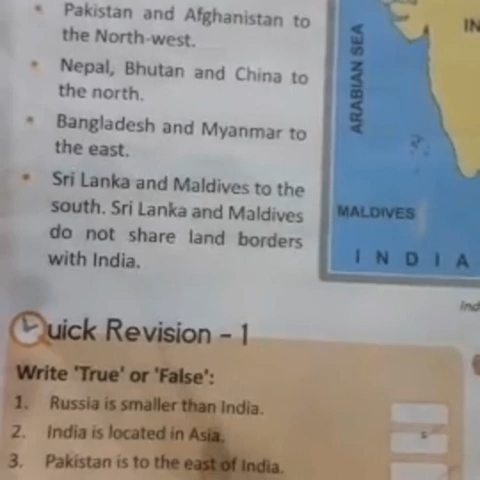 • Pakistan and Afghanistan to
the North-west.
• Nepal, Bhutan and China to
the north.
• Bangladesh and Myanmar to
the east.
• Sri Lanka and Maldives to the
south. Sri Lanka and Maldives
do not share land borders
with India.
ARABIAN SEA
IN
MALDIVES
I N D I A
Ind
Quick Revision - 1
Write 'True' or 'False':
1. Russia is smaller than India.
2. India is located in Asia.
3. Pakistan is to the east of India.